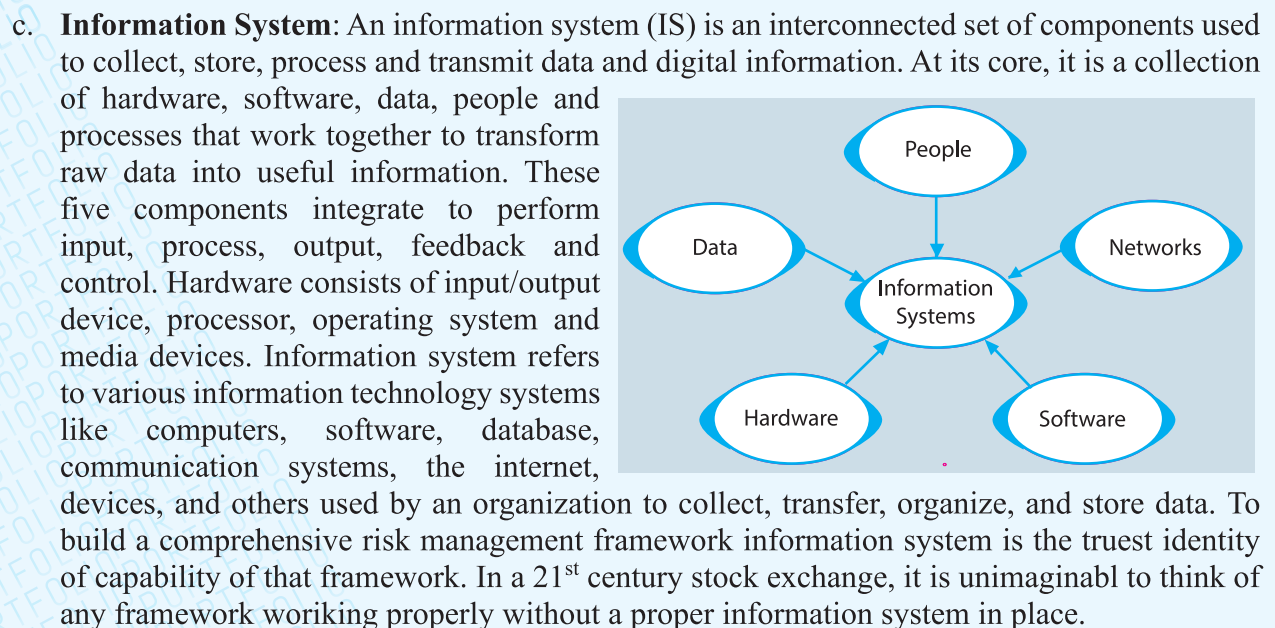 c. Information System: An information system (IS) is an interconnected set of components used
to collect, store, process and transmit data and digital information. At its core, it is a collection
of hardware, software, data, people and
processes that work together to transform
raw data into useful information. These
five components integrate to perform
input, process, output, feedback and
control. Hardware consists of input/output
device, processor, operating system and
media devices. Information system refers
to various information technology systems
like computers, software, database,
communication systems, the internet,
People
Data
Networks
Information
Systems
Hardware
Software
devices, and others used by an organization to collect, transfer, organize, and store data. To
build a comprehensive risk management framework information system is the truest identity
of capability of that framework. In a 21st century stock exchange, it is unimaginabl to think of
any framework woriking properly without a proper information system in place.